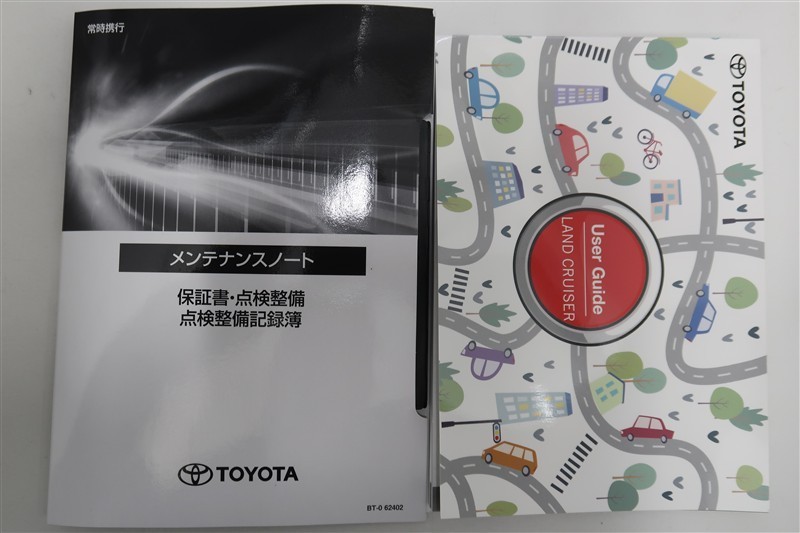 常時携行
メンテナンスノート
保証書・点検整備
点検整備記録簿
TOYOTA
BT-0 62402
TOYOTA
User Guide
LAND CRUISER